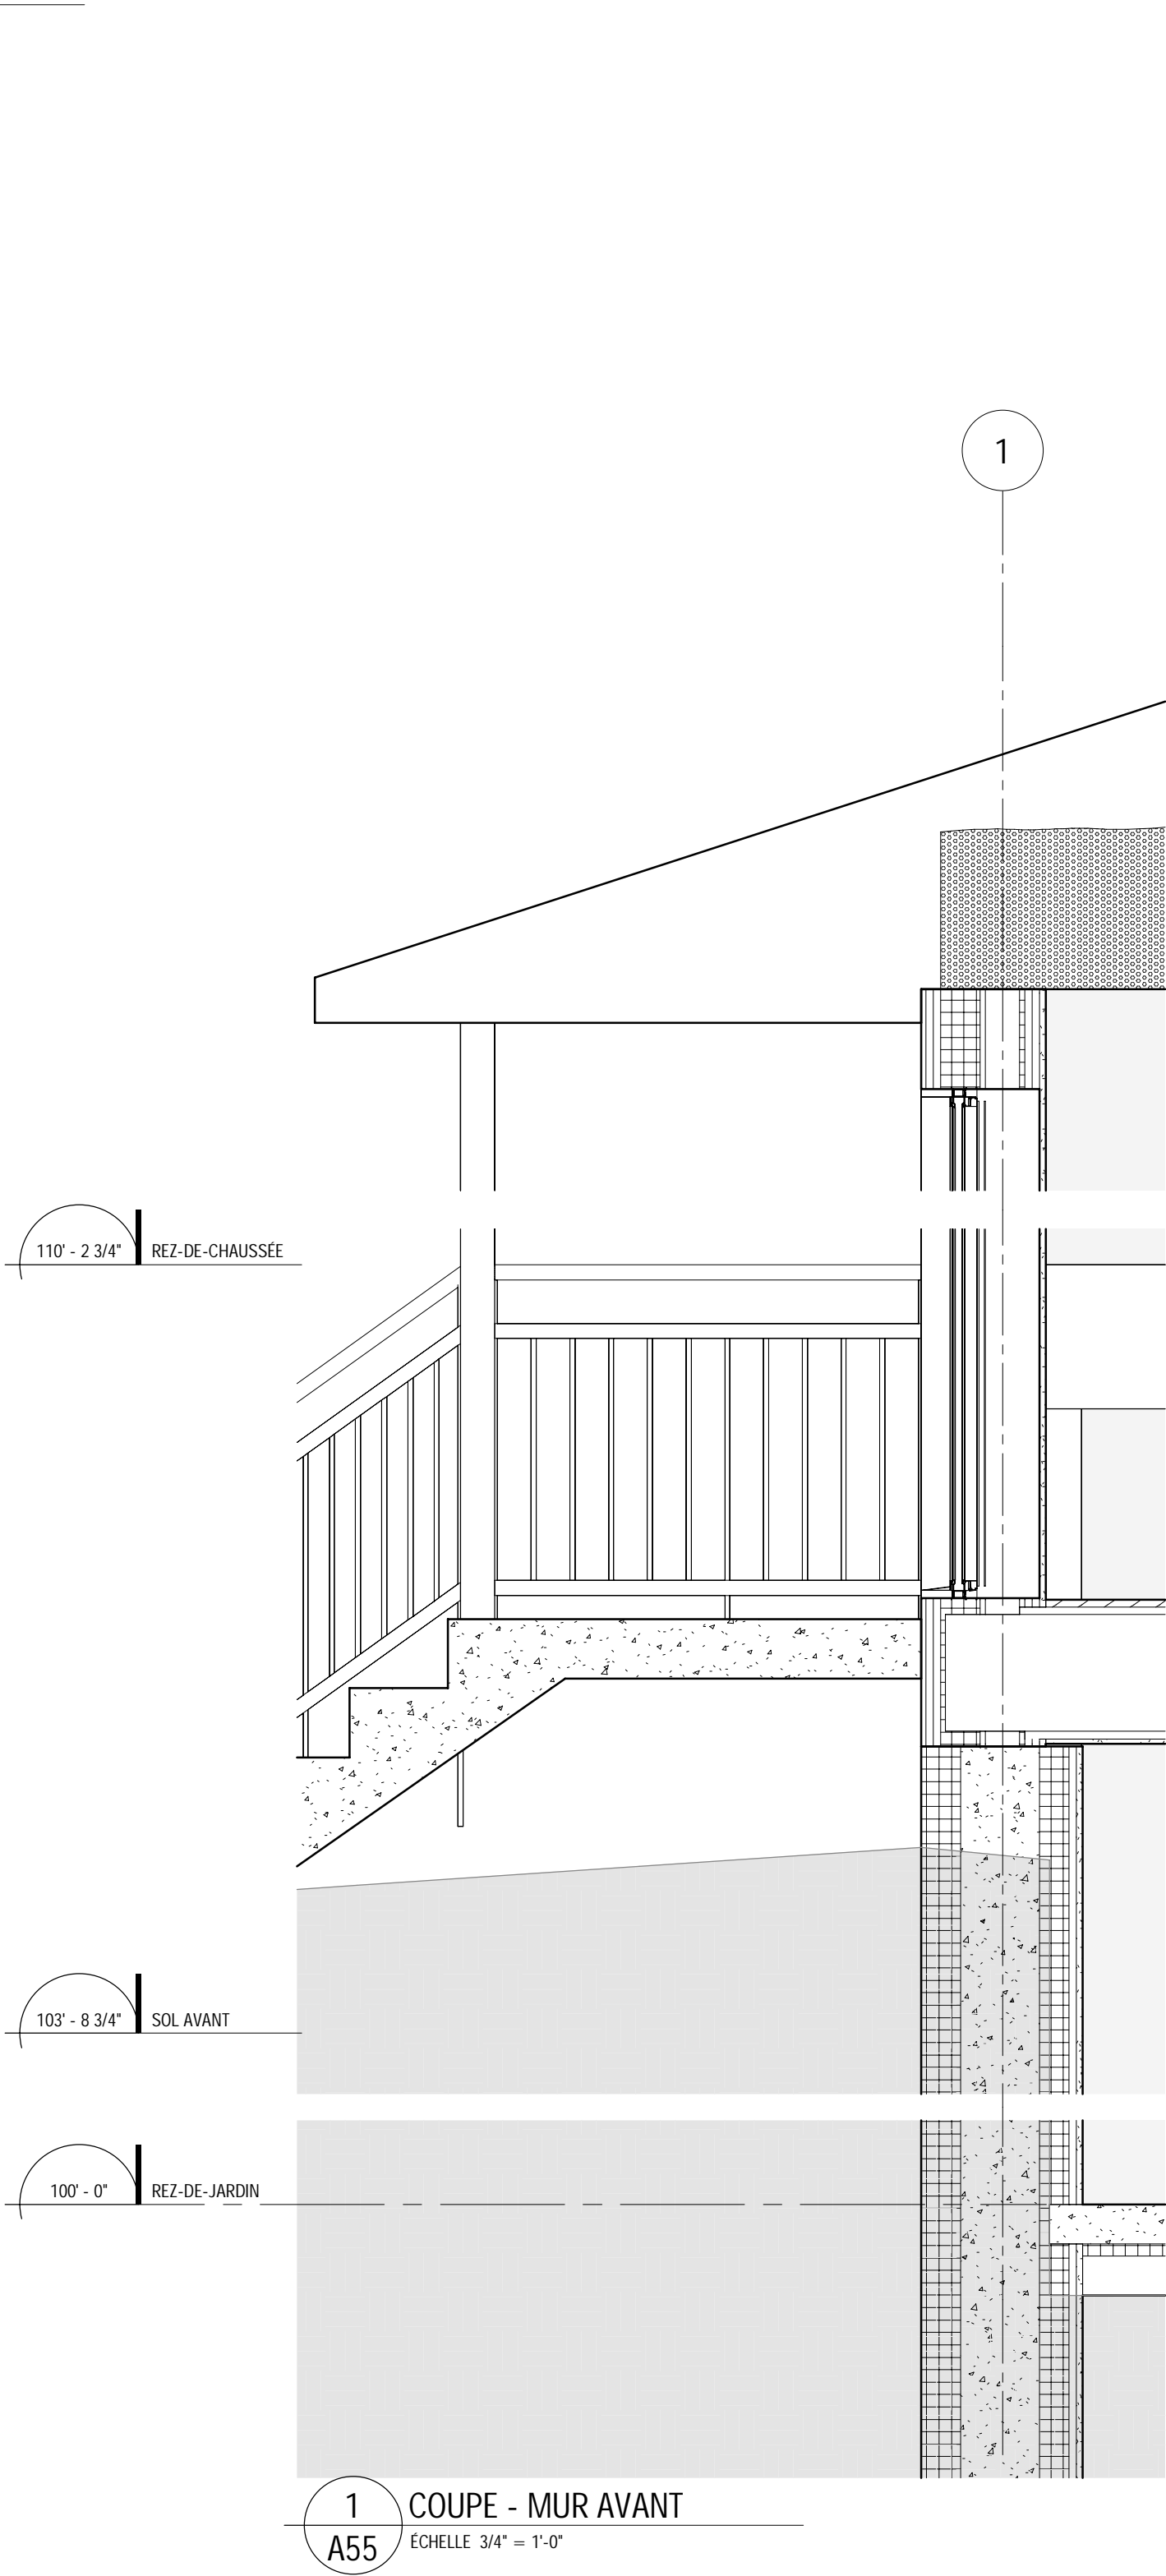 1
110' - 2 3/4" REZ-DE-CHAUSSÉE
103' - 8 3/4" SOL AVANT
100' - 0" REZ-DE-JARDIN
1 COUPE - MUR AVANT
A55 ÉCHELLE 3/4" = 1'-0"